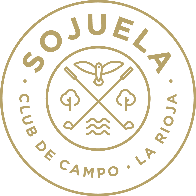 SOJUELA
· CLUB DE CAMPO · LA RIOJA ·